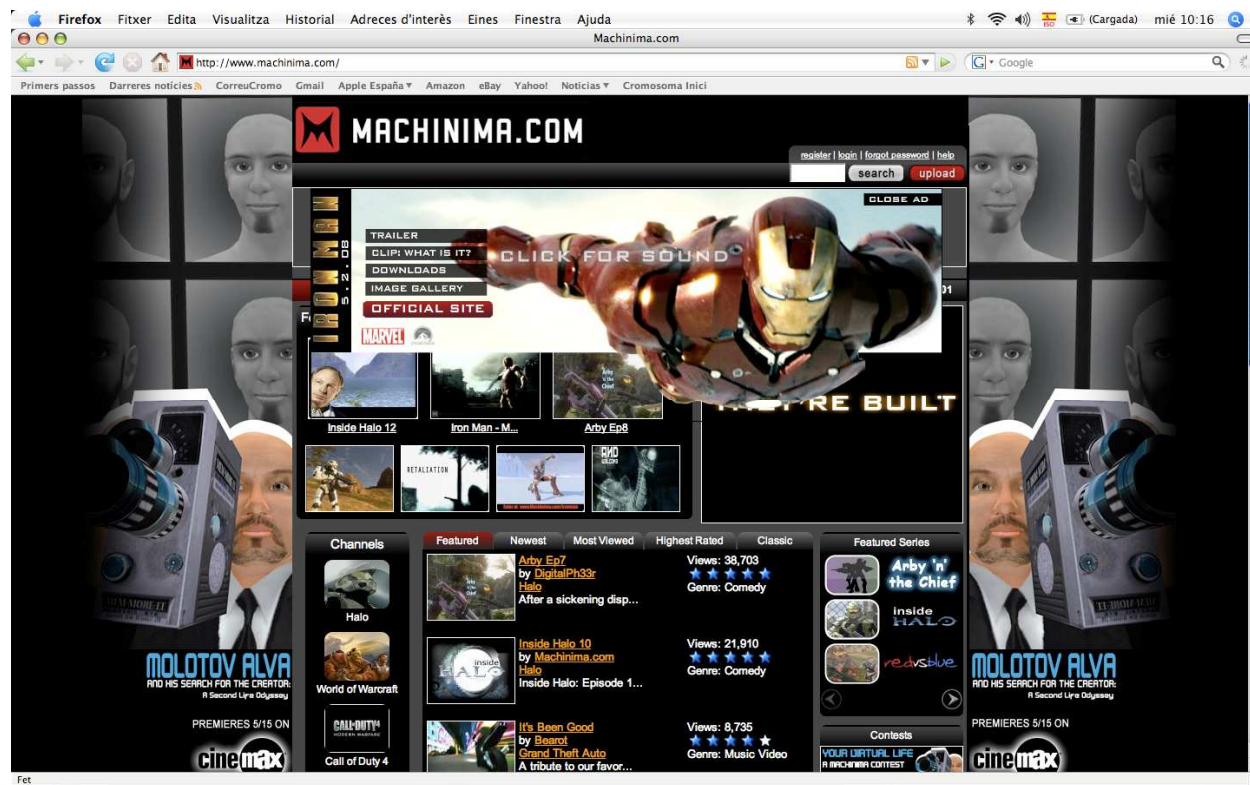 Firefox Fitxer Edita Visualitza Historial Adreces d'interès Eines Finestra Ajuda (Cargada) mié 10:16
Machinima.com
http://www.machinima.com/ Google
Primers passos Darreres notícies CorreuCromo Gmail Apple España Amazon eBay Yahoo! Noticias Cromosoma Inici
MACHINIMA.COM
register | login | forgot password | help
search upload
CLOSE AD
IRON MAN
5.2.08
TRAILER
CLIP: WHAT IS IT?
CLICK FOR SOUND
DOWNLOADS
IMAGE GALLERY
OFFICIAL SITE
MARVEL
RE BUILT
Inside Halo 12 Iron Man - M... Arby Ep8
RETALIATION
Channels
Halo
World of Warcraft
CALL OF DUTY 4
MODERN WARFARE
Call of Duty 4
Featured Newest Most Viewed Highest Rated Classic
Arby Ep7
by DigitalPh33r
Halo
After a sickening disp...
Views: 38,703
Genre: Comedy
Inside Halo 10
by Machinima.com
Halo
Inside Halo: Episode 1...
Views: 21,910
Genre: Comedy
It's Been Good
by Bearot
Grand Theft Auto
A tribute to our favor...
Views: 8,735
Genre: Music Video
Featured Series
Arby 'n'
the Chief
inside
HALO
redvsblue
Contests
YOUR VIRTUAL LIFE
A MACHINIMA CONTEST
MOLOTOV ALVA
AND HIS SEARCH FOR THE CREATOR:
A Second Life Odyssey
PREMIERES 5/15 ON
cinemax
MOLOTOV ALVA
AND HIS SEARCH FOR THE CREATOR:
A Second Life Odyssey
PREMIERES 5/15 ON
cinemax
Fet